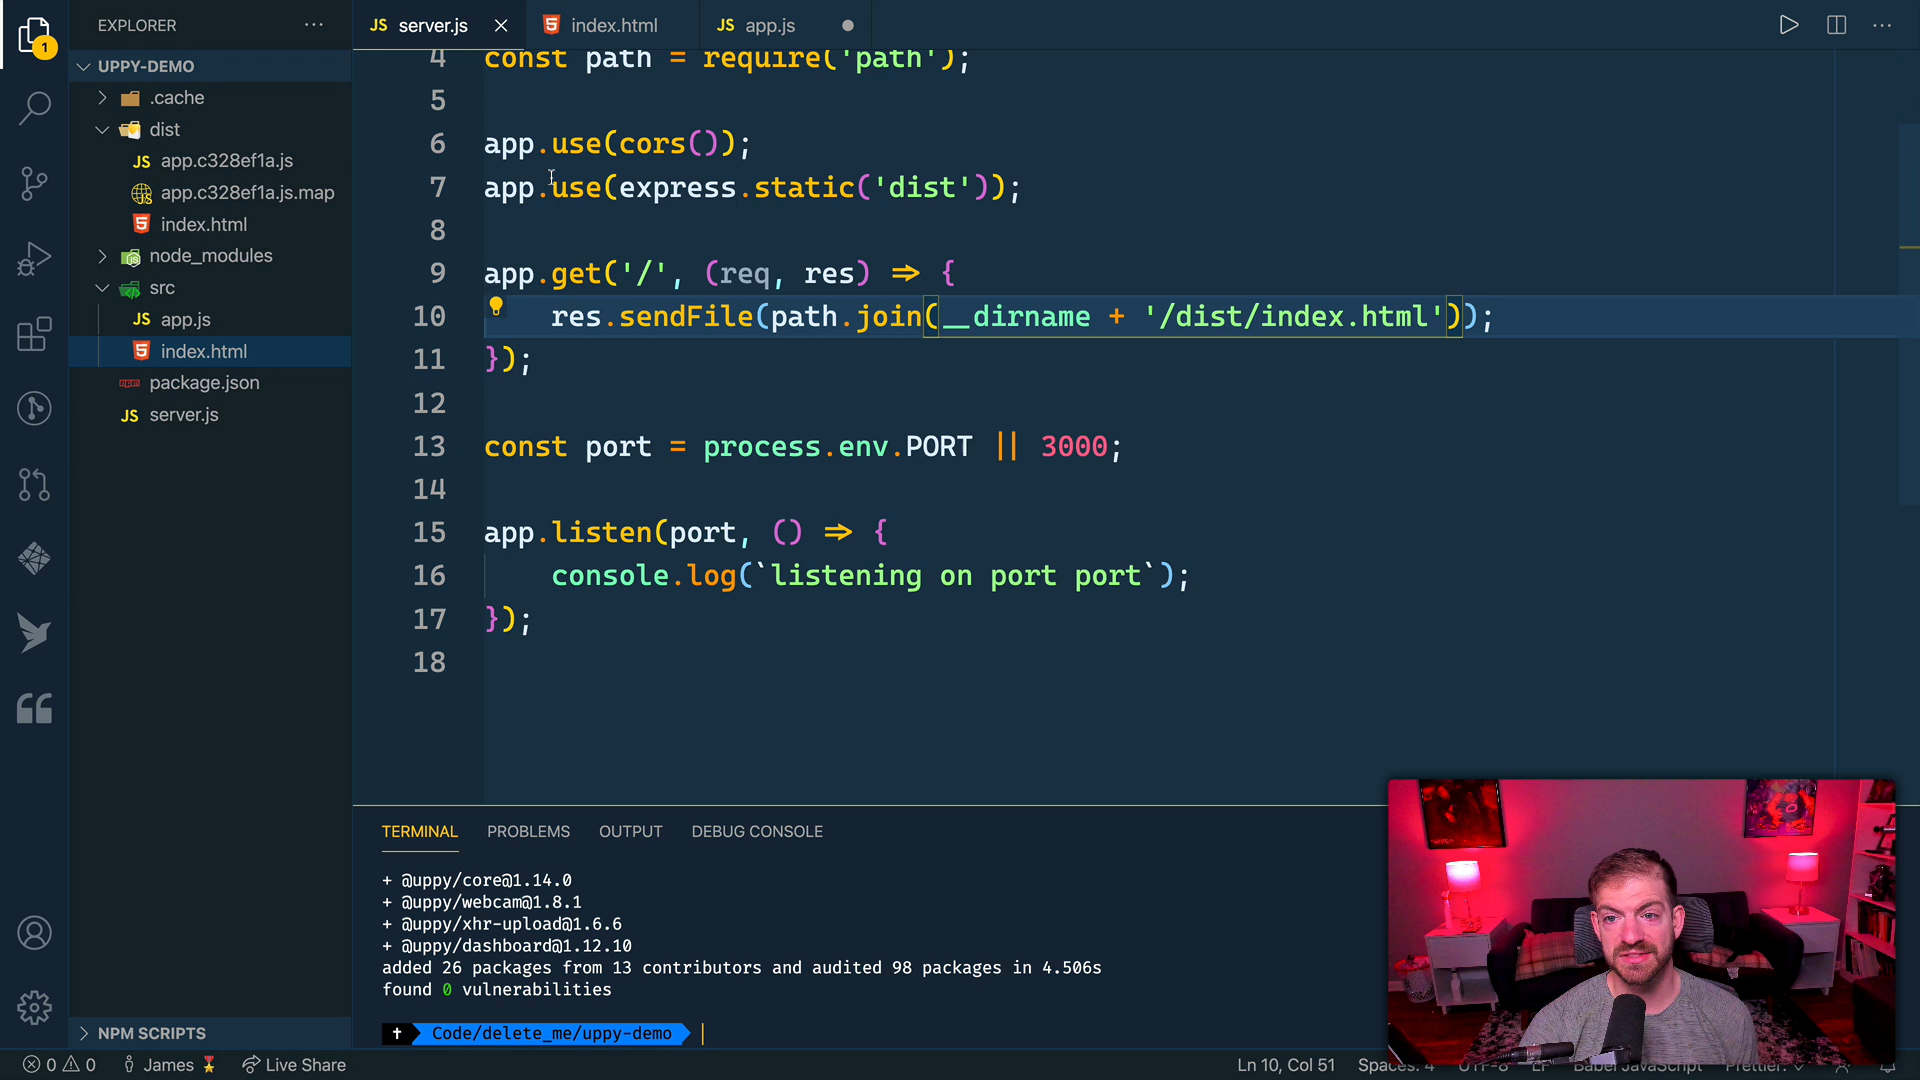 EXPLORER
UPPY-DEMO
.cache
dist
JS app.c328ef1a.js
app.c328ef1a.js.map
index.html
node_modules
src
JS app.js
index.html
package.json
JS server.js
NPM SCRIPTS
1
JS server.js
index.html
JS app.js
4 const path = require('path');
5
6 app.use(cors());
7 app.use(express.static('dist'));
8
9 app.get('/', (req, res) => {
10 res.sendFile(path.join(__dirname + '/dist/index.html'));
11 });
12
13 const port = process.env.PORT || 3000;
14
15 app.listen(port, () => {
16 console.log(`listening on port port`);
17 });
18
TERMINAL PROBLEMS OUTPUT DEBUG CONSOLE
+ @uppy/core@1.14.0
+ @uppy/webcam@1.8.1
+ @uppy/xhr-upload@1.6.6
+ @uppy/dashboard@1.12.10
added 26 packages from 13 contributors and audited 98 packages in 4.506s
found 0 vulnerabilities
Code/delete_me/uppy-demo
0 0 James Live Share Ln 10, Col 51 Spaces: 4 UTF-8 LF Babel JavaScript Prettier: ✓